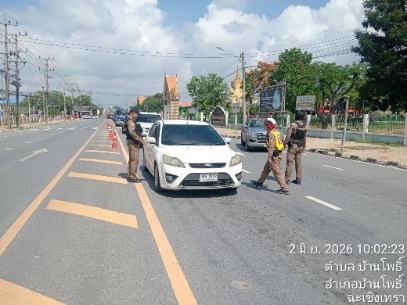 2 มิ.ย. 2026 10:02:23
ตำบล บ้านโพธิ์
อำเภอบ้านโพธิ์
ฉะเชิงเทรา